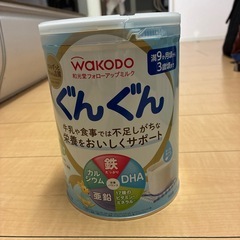 WAKODO
和光堂フォローアップミルク
満9ヶ月頃から
3歳頃まで
ぐんぐん
牛乳や食事では不足しがちな
栄養をおいしくサポート
鉄
カルシウム
DHA
亜鉛